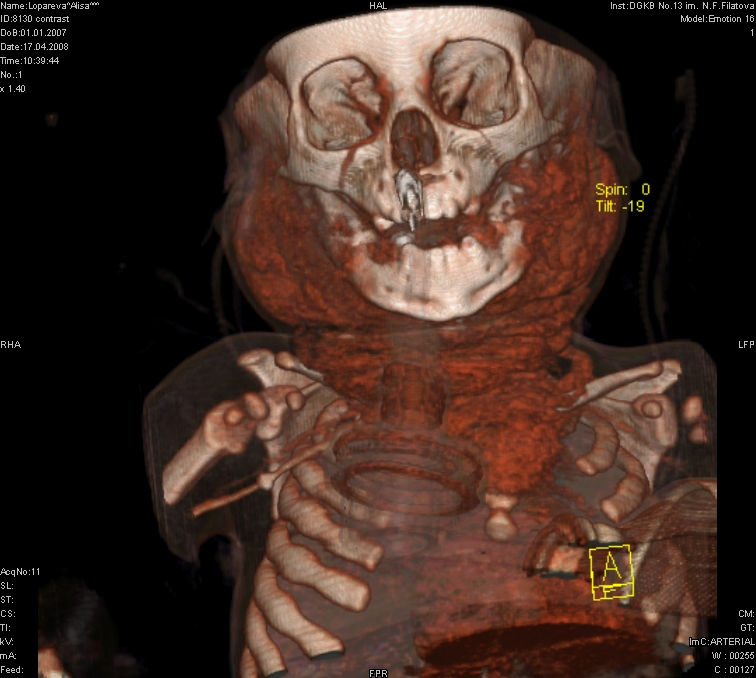 Name:Lopareva^Alisa^^^
ID:8130 contrast
DoB:01.01.2007
Date:17.04.2008
Time:10:39:44
No.:1
x 1.40
HAL
Inst:DGKB No.13 im. N.F.Filatova
Model:Emotion 16
1
Spin: 0
Tilt: -19
RHA
LFP
A
F
AcqNo:11
SL:
ST:
CS:
TI:
kV:
mA:
Feed:
FPR
CM:
GT:
ImC:ARTERIAL
W : 00255
C : 00127